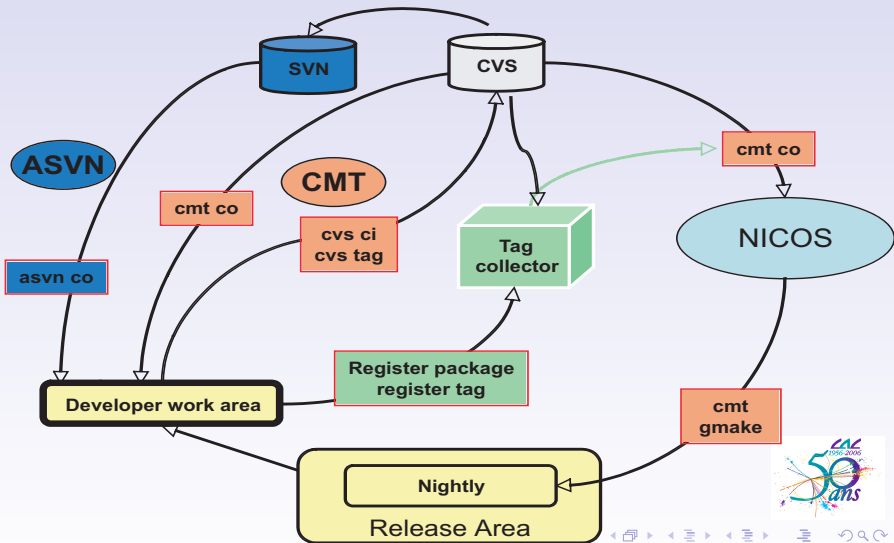 SVN
CVS
ASVN
CMT
cmt co
cmt co
cvs ci
cvs tag
Tag
collector
NICOS
asvn co
Register package
register tag
Developer work area
cmt
gmake
Nightly
Release Area
LAL
1956-2006
50
ans